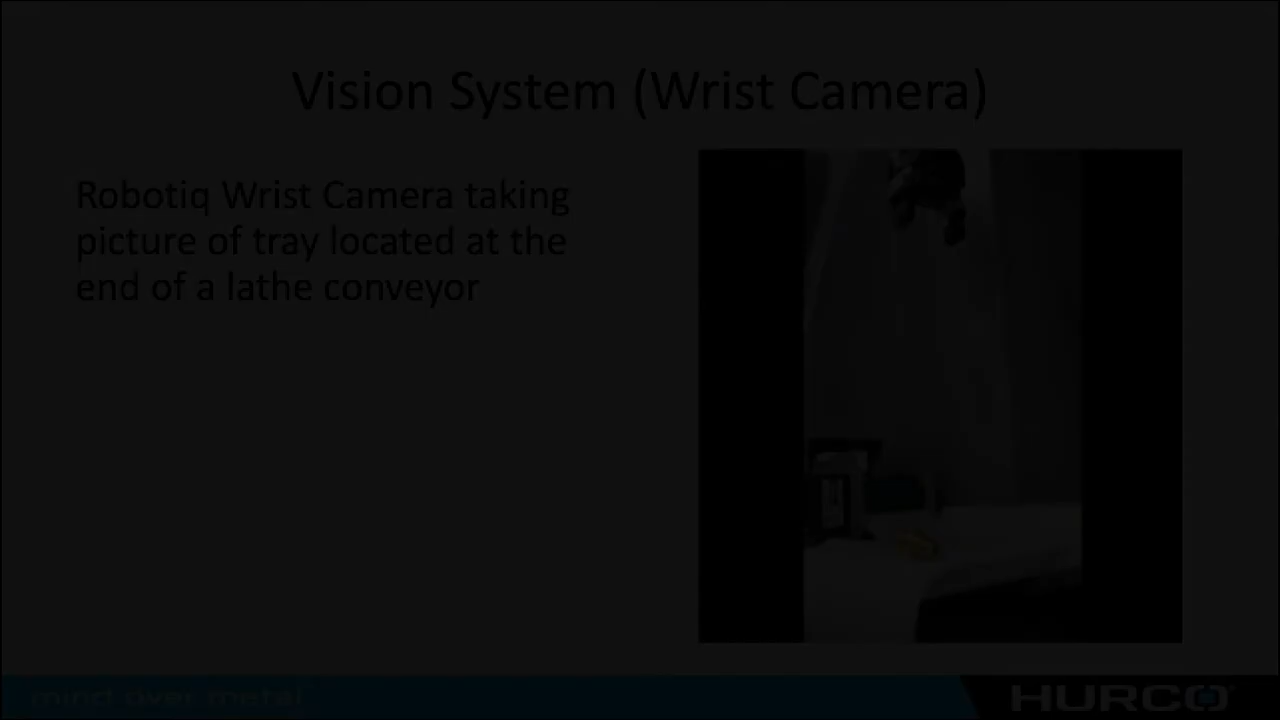 Vision System (Wrist Camera)
Robotiq Wrist Camera taking
picture of tray located at the
end of a lathe conveyor
mind over metal
HURCO